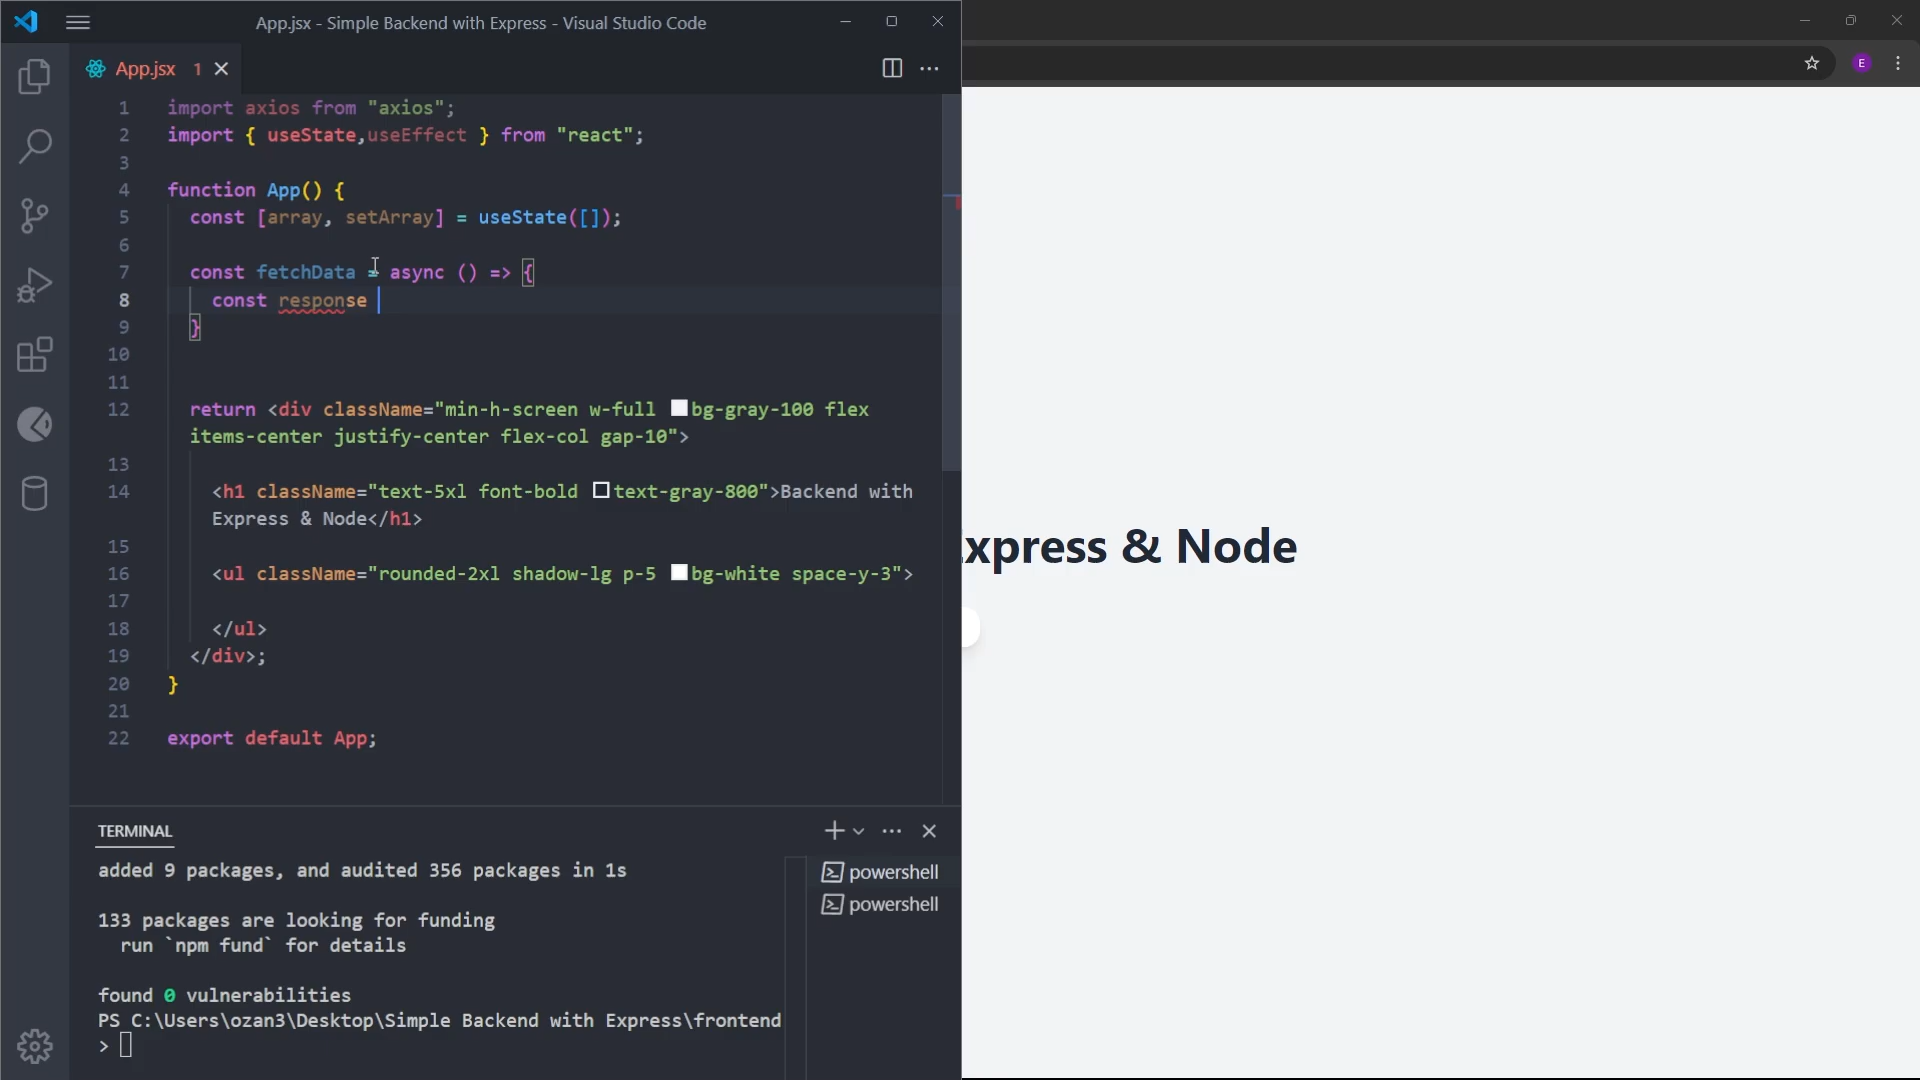 App.jsx - Simple Backend with Express - Visual Studio Code
App.jsx 1
E
1 import axios from "axios";
2 import { useState,useEffect } from "react";
3
4 function App() {
5 const [array, setArray] = useState([]);
6
7 const fetchData = async () => {
8 const response
9 }
10
11
12 return <div className="min-h-screen w-full bg-gray-100 flex
items-center justify-center flex-col gap-10">
13
14 <h1 className="text-5xl font-bold text-gray-800">Backend with
Express & Node</h1>
15
16 <ul className="rounded-2xl shadow-lg p-5 bg-white space-y-3">
17
18 </ul>
19 </div>;
20 }
21
22 export default App;
Express & Node
TERMINAL
added 9 packages, and audited 356 packages in 1s
133 packages are looking for funding
run `npm fund` for details
found 0 vulnerabilities
PS C:\Users\ozan3\Desktop\Simple Backend with Express\frontend
>
powershell
powershell